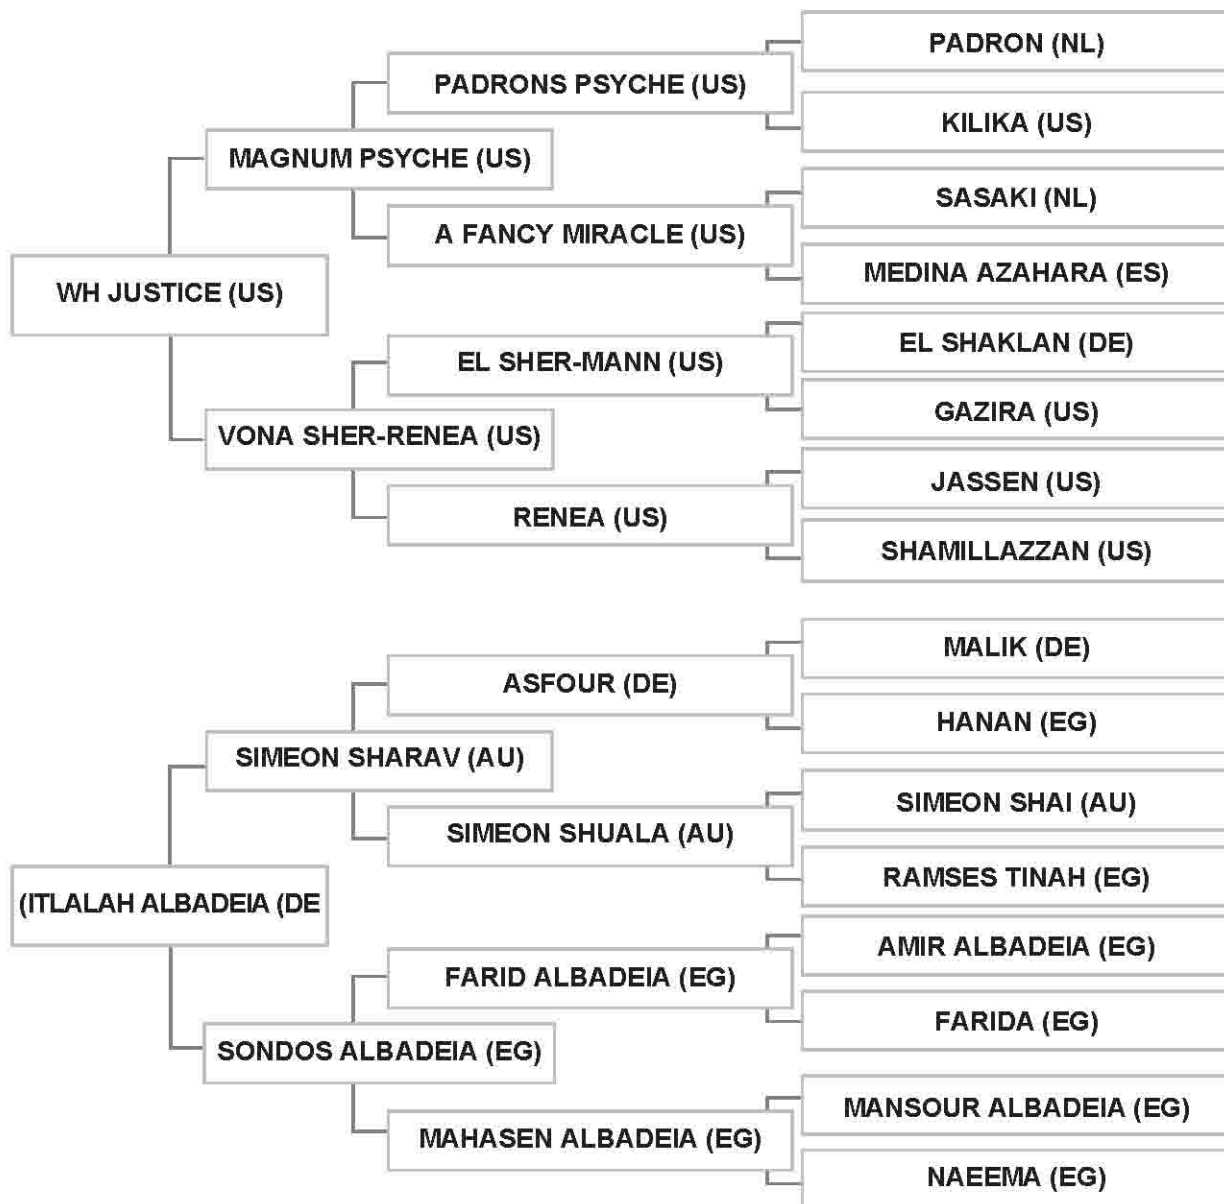 PADRON (NL)
PADRONS PSYCHE (US)
KILIKA (US)
MAGNUM PSYCHE (US)
SASAKI (NL)
A FANCY MIRACLE (US)
MEDINA AZAHARA (ES)
WH JUSTICE (US)
EL SHAKLAN (DE)
EL SHER-MANN (US)
GAZIRA (US)
VONA SHER-RENEA (US)
JASSEN (US)
RENEA (US)
SHAMILLAZZAN (US)
MALIK (DE)
ASFOUR (DE)
HANAN (EG)
SIMEON SHARAV (AU)
SIMEON SHAI (AU)
SIMEON SHUALA (AU)
RAMSES TINAH (EG)
(ITLALAH ALBADEIA (DE
AMIR ALBADEIA (EG)
FARID ALBADEIA (EG)
FARIDA (EG)
SONDOS ALBADEIA (EG)
MANSOUR ALBADEIA (EG)
MAHASEN ALBADEIA (EG)
NAEEMA (EG)